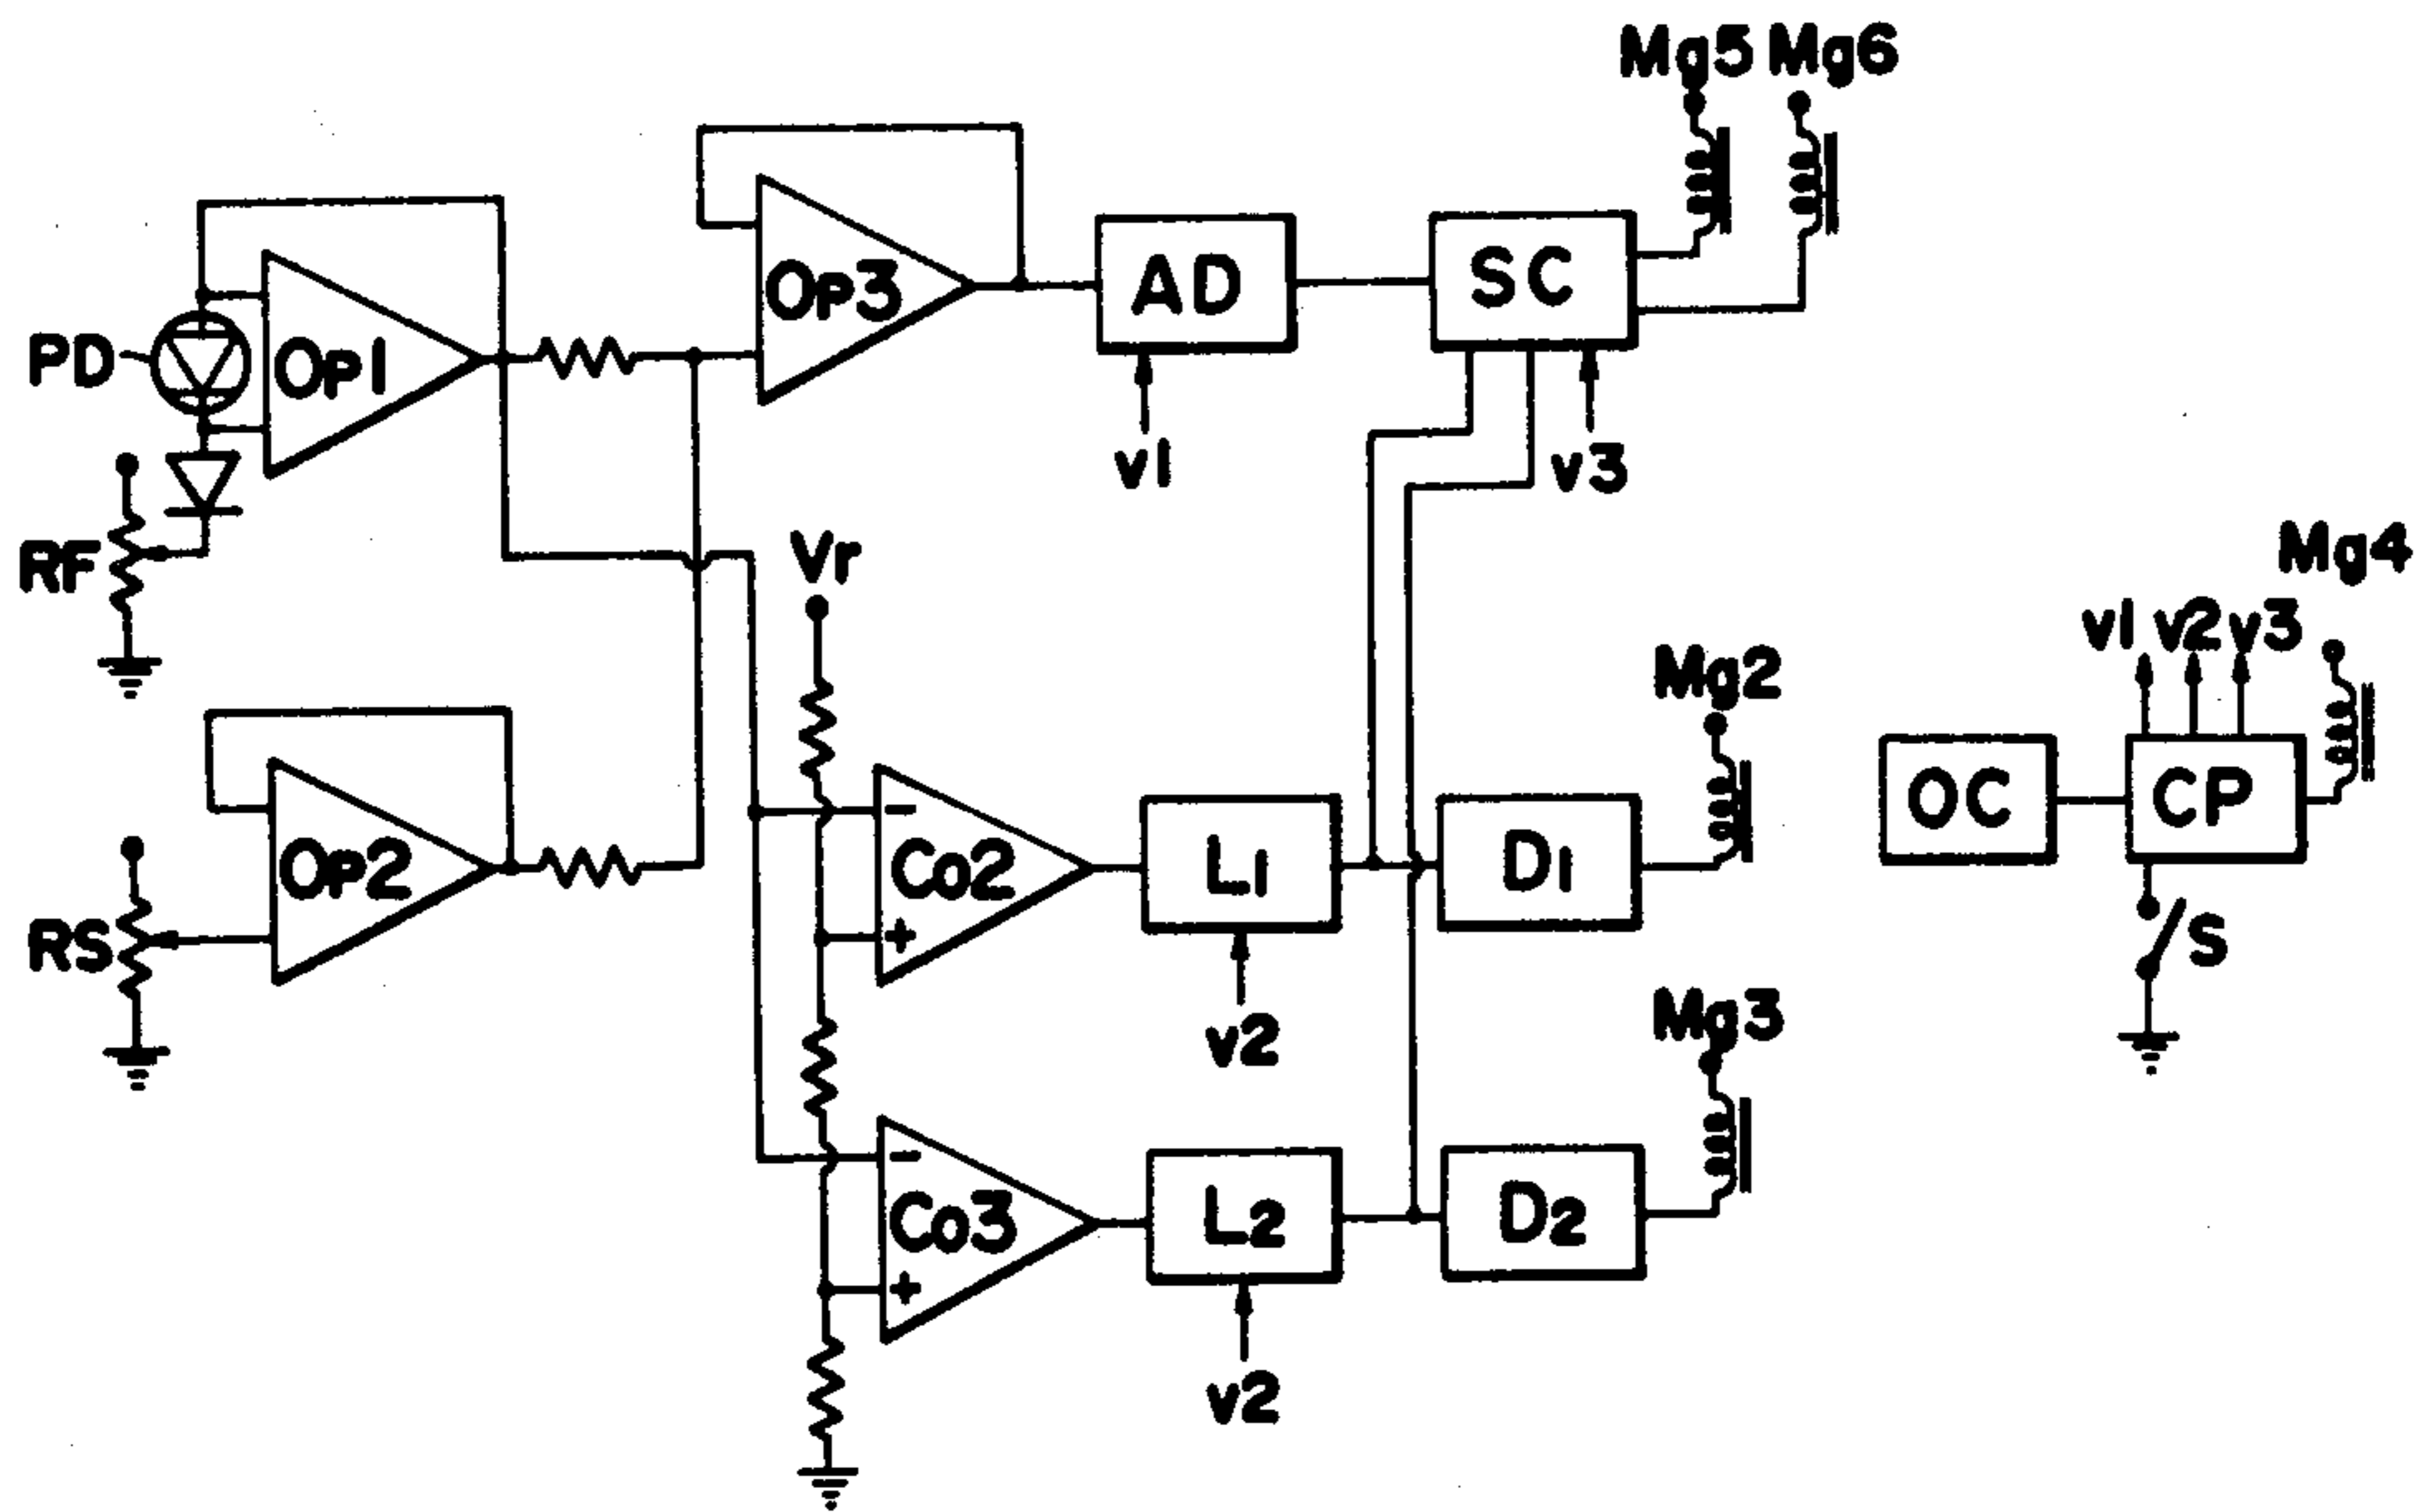 Mg5 Mg6
Op3
AD
SC
PD
Op1
v1
v3
RF
Vr
Mg4
v1 v2 v3
Mg2
OC
CP
Op2
Co2
-
+
L1
D1
RS
S
v2
Mg3
Co3
-
+
L2
D2
v2